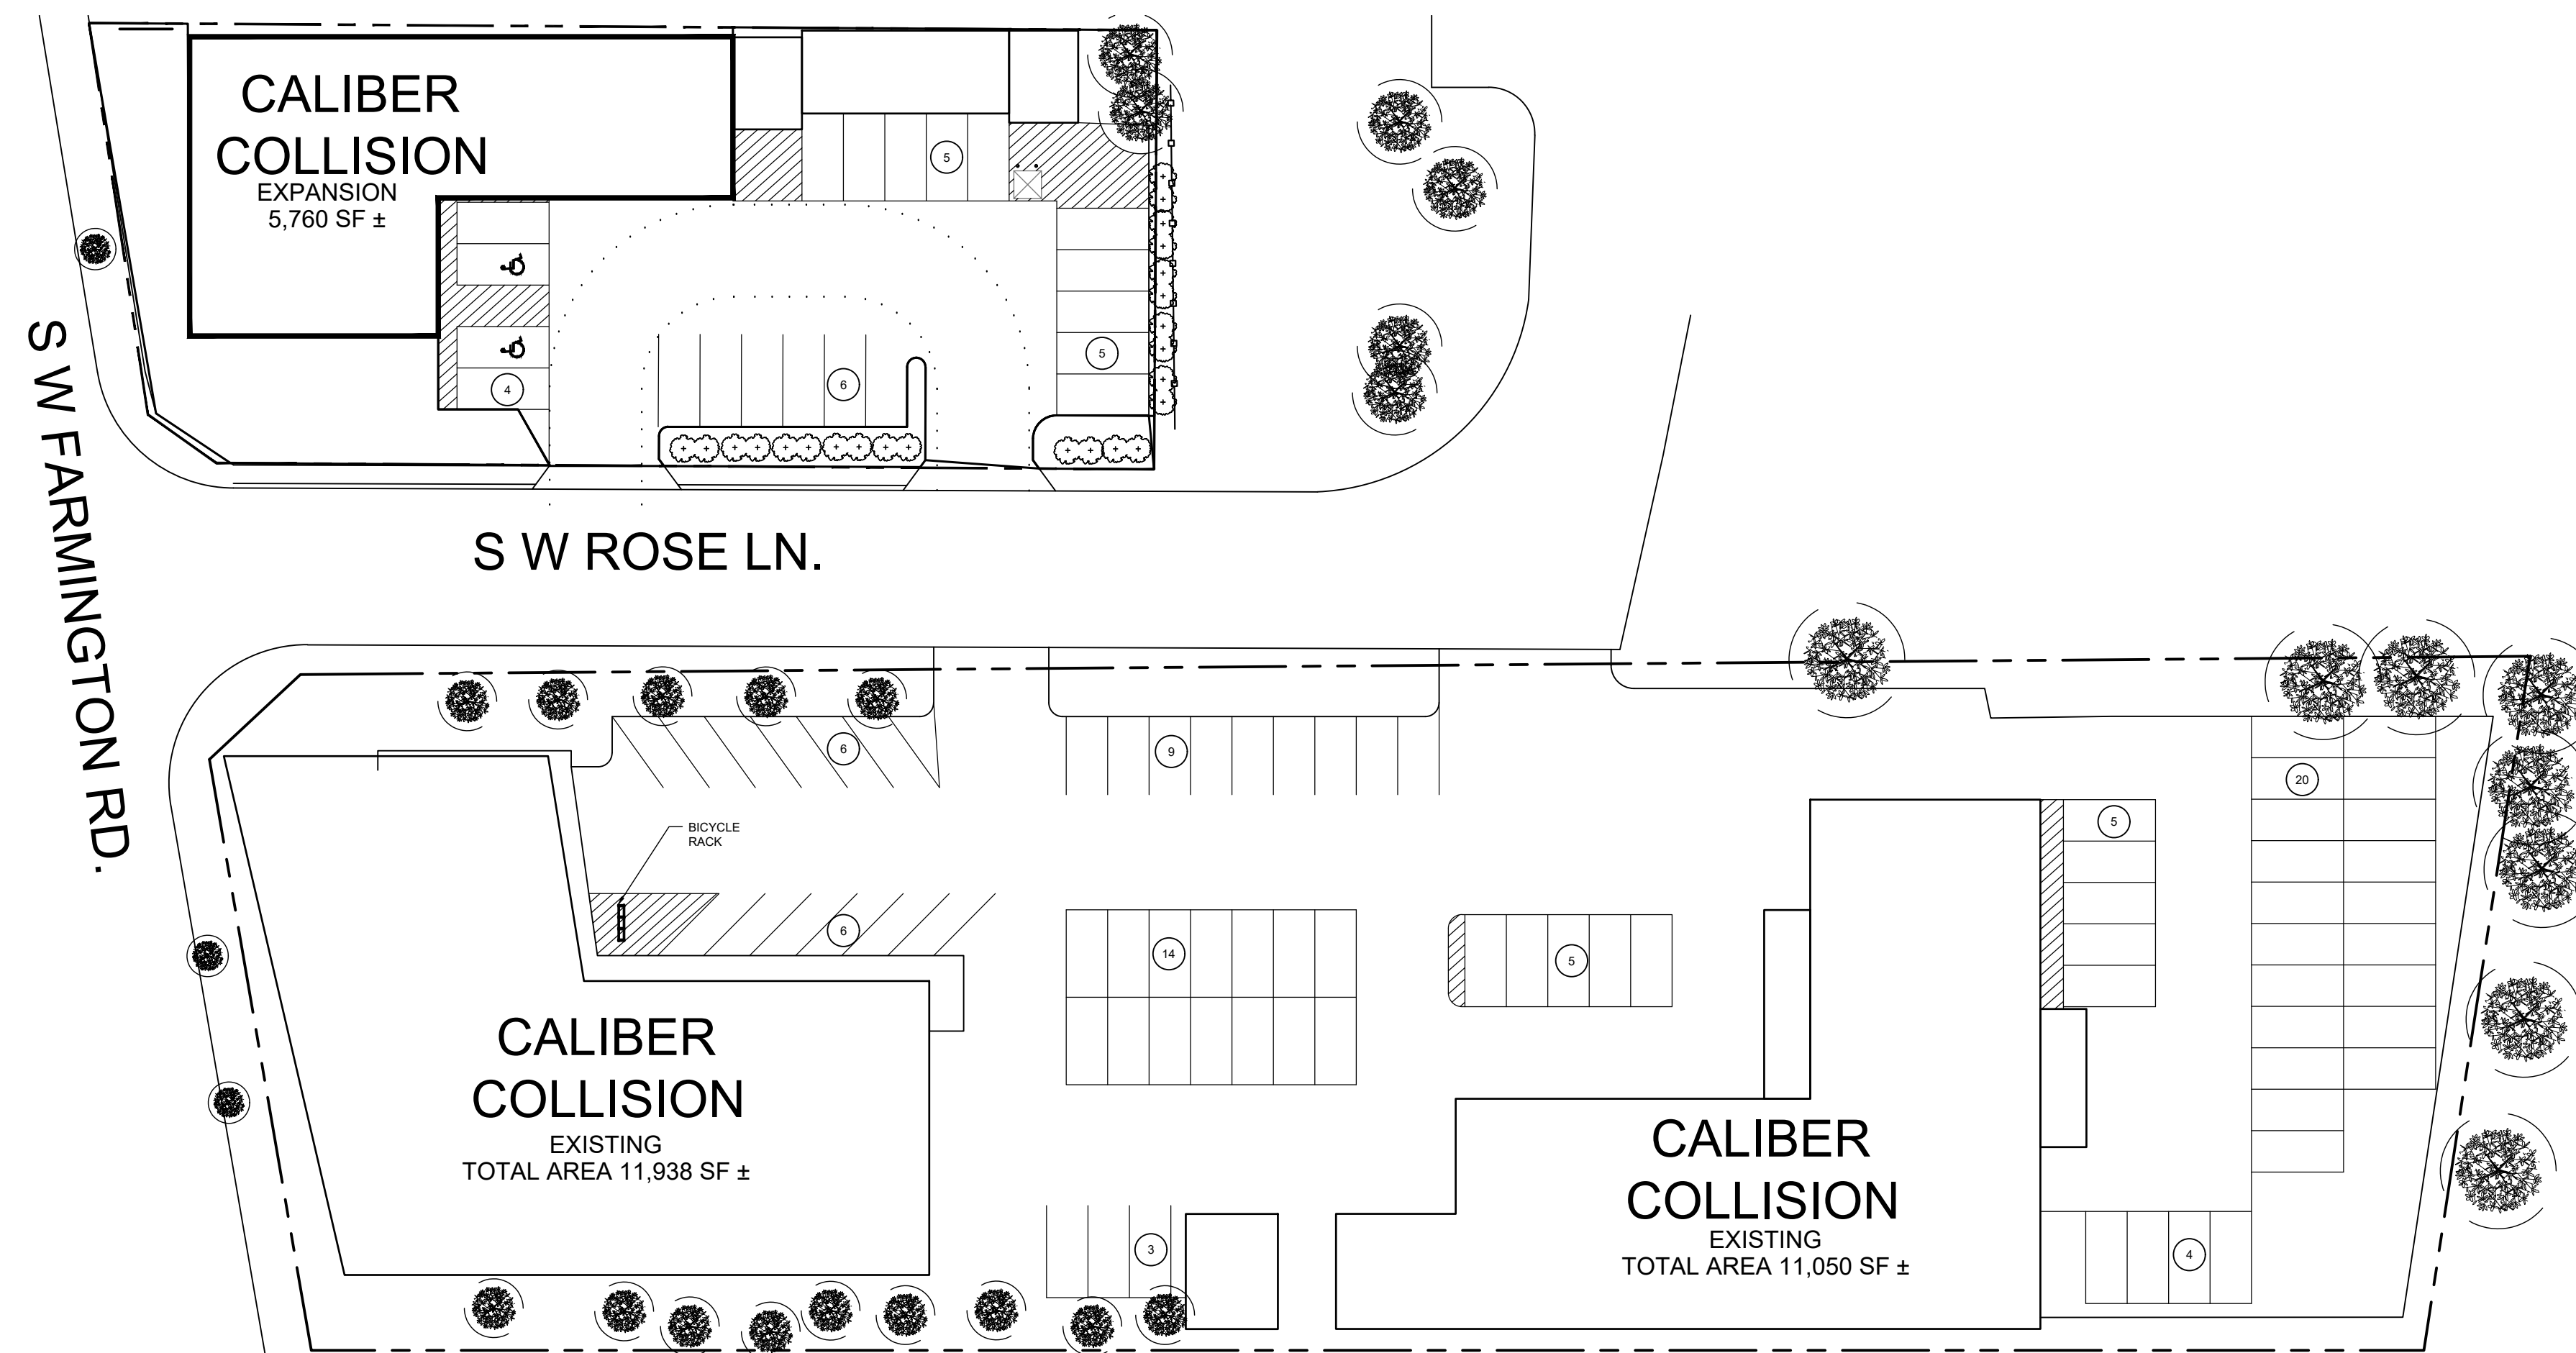 CALIBER
COLLISION
EXPANSION
5,760 SF ±
5
4
6
5
S W FARMINGTON RD.
S W ROSE LN.
6
9
20
5
BICYCLE
RACK
6
14
5
CALIBER
COLLISION
EXISTING
TOTAL AREA 11,938 SF ±
CALIBER
COLLISION
EXISTING
TOTAL AREA 11,050 SF ±
3
4